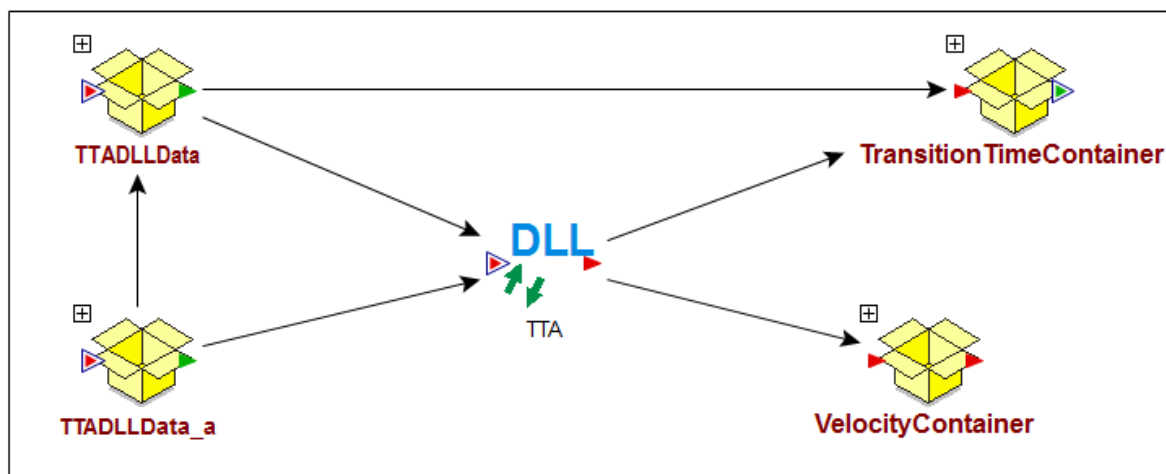 TTADLLData
TransitionTimeContainer
DLL
TTA
TTADLLData_a
VelocityContainer